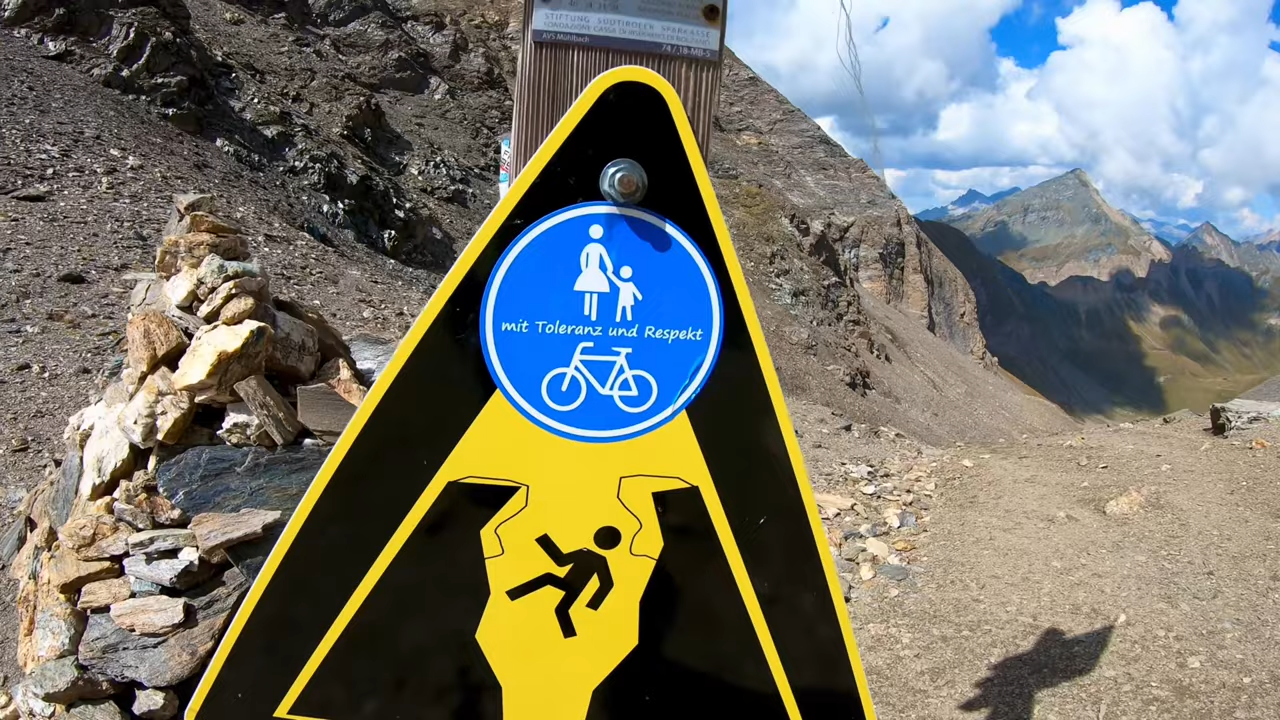 STIFTUNG SÜDTIROLER SPARKASSE
FONDAZIONE CASSA DI RISPARMIO DI BOLZANO
AVS Mühlbach
74 / 18-MB-5
mit Toleranz und Respekt